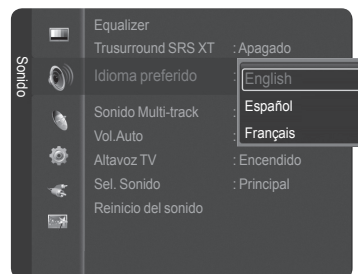 Sonido
Equalizer
Trusurround SRS XT : Apagado
Idioma preferido : English
Español
Sonido Multi-track :
Français
Vol.Auto :
Altavoz TV : Encendido
Sel. Sonido : Principal
Reinicio del sonido